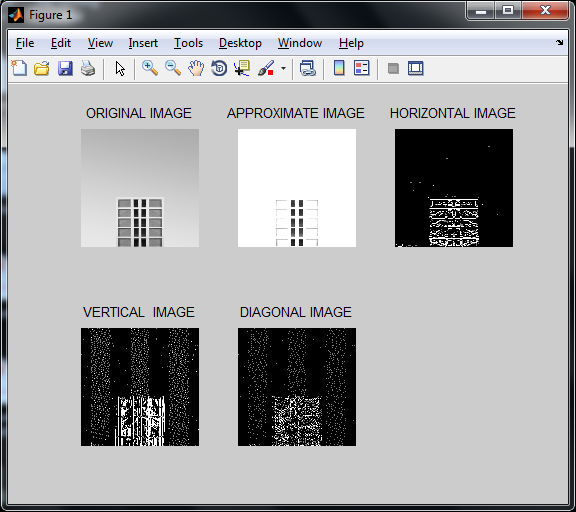 Figure 1
File Edit View Insert Tools Desktop Window Help
ORIGINAL IMAGE APPROXIMATE IMAGE HORIZONTAL IMAGE
VERTICAL  IMAGE DIAGONAL IMAGE